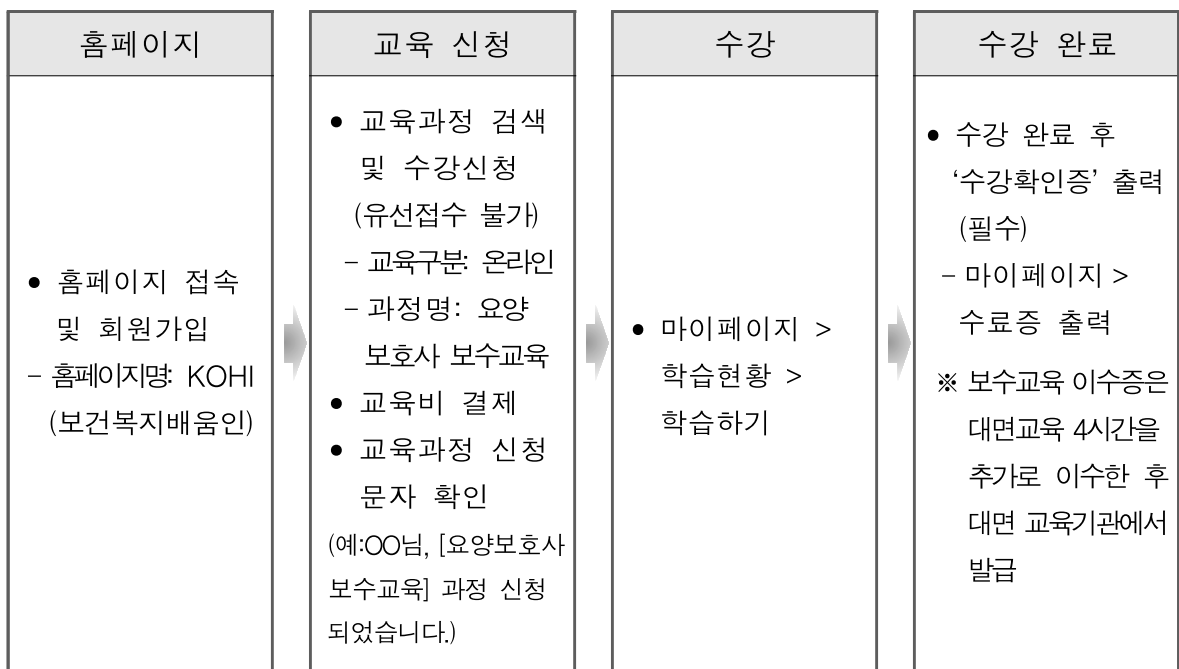 홈페이지
● 홈페이지 접속
및 회원가입
– 홈페이지명: KOHI
(보건복지배움인)
교육 신청
● 교육과정 검색
및 수강신청
(유선접수 불가)
– 교육구분: 온라인
– 과정명: 요양
보호사 보수교육
● 교육비 결제
● 교육과정 신청
문자 확인
(예:OO님, [요양보호사
보수교육] 과정 신청
되었습니다.)
수강
● 마이페이지 >
학습현황 >
학습하기
수강 완료
● 수강 완료 후
‘수강확인증’ 출력
(필수)
– 마이페이지 >
수료증 출력
※ 보수교육 이수증은
대면교육 4시간을
추가로 이수한 후
대면 교육기관에서
발급